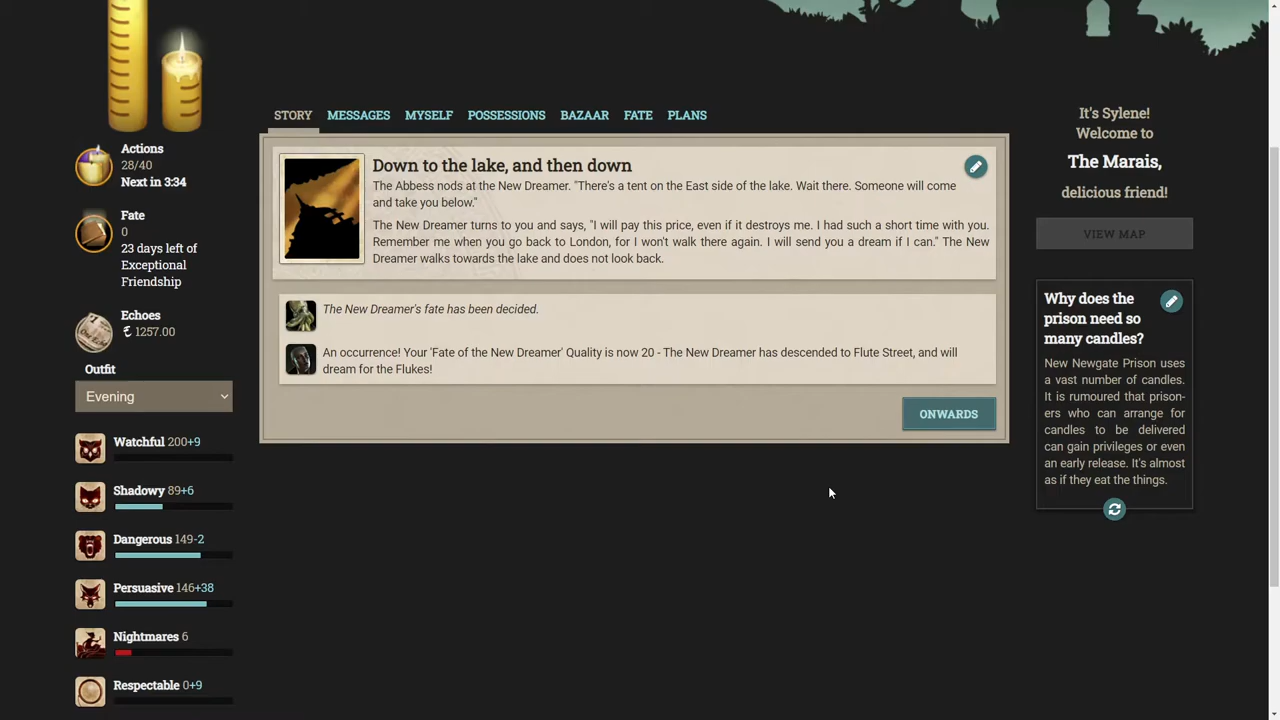 STORY MESSAGES MYSELF POSSESSIONS BAZAAR FATE PLANS
Actions
28/40
Next in 3:34
Fate
0
23 days left of
Exceptional
Friendship
Echoes
1257.00
Outfit
Evening
Watchful 200+9
Shadowy 89+6
Dangerous 149-2
Persuasive 146+38
Nightmares 6
Respectable 0+9
Down to the lake, and then down
The Abbess nods at the New Dreamer. "There's a tent on the East side of the lake. Wait there. Someone will come
and take you below."
The New Dreamer turns to you and says, "I will pay this price, even if it destroys me. I had such a short time with you.
Remember me when you go back to London, for I won't walk there again. I will send you a dream if I can." The New
Dreamer walks towards the lake and does not look back.
The New Dreamer's fate has been decided.
An occurrence! Your 'Fate of the New Dreamer' Quality is now 20 - The New Dreamer has descended to Flute Street, and will
dream for the Flukes!
ONWARDS
It's Sylene!
Welcome to
The Marais,
delicious friend!
VIEW MAP
Why does the
prison need so
many candles?
New Newgate Prison uses
a vast number of candles.
It is rumoured that prison-
ers who can arrange for
candles to be delivered
can gain privileges or even
an early release. It's almost
as if they eat the things.